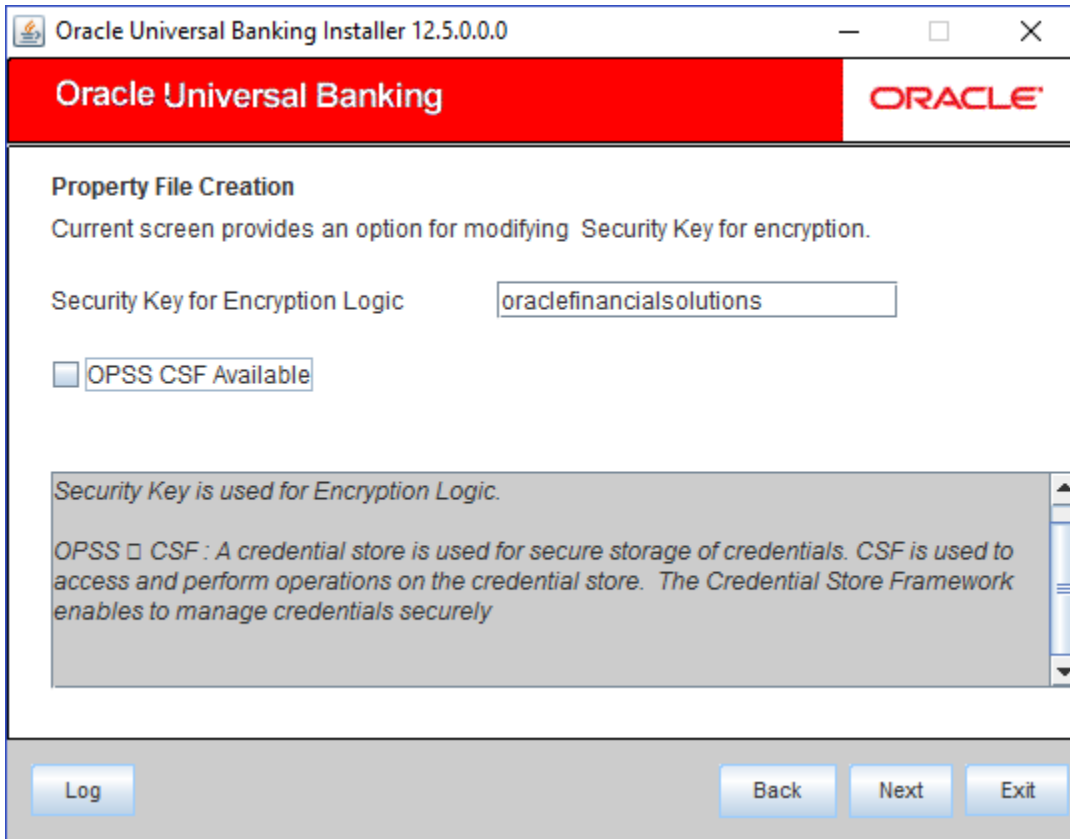 Oracle Universal Banking Installer 12.5.0.0.0
Oracle Universal Banking
ORACLE
Property File Creation
Current screen provides an option for modifying  Security Key for encryption.
Security Key for Encryption Logic
oraclefinancialsolutions
OPSS CSF Available
Security Key is used for Encryption Logic.
OPSS □ CSF : A credential store is used for secure storage of credentials. CSF is used to
access and perform operations on the credential store.  The Credential Store Framework
enables to manage credentials securely
Log
Back
Next
Exit